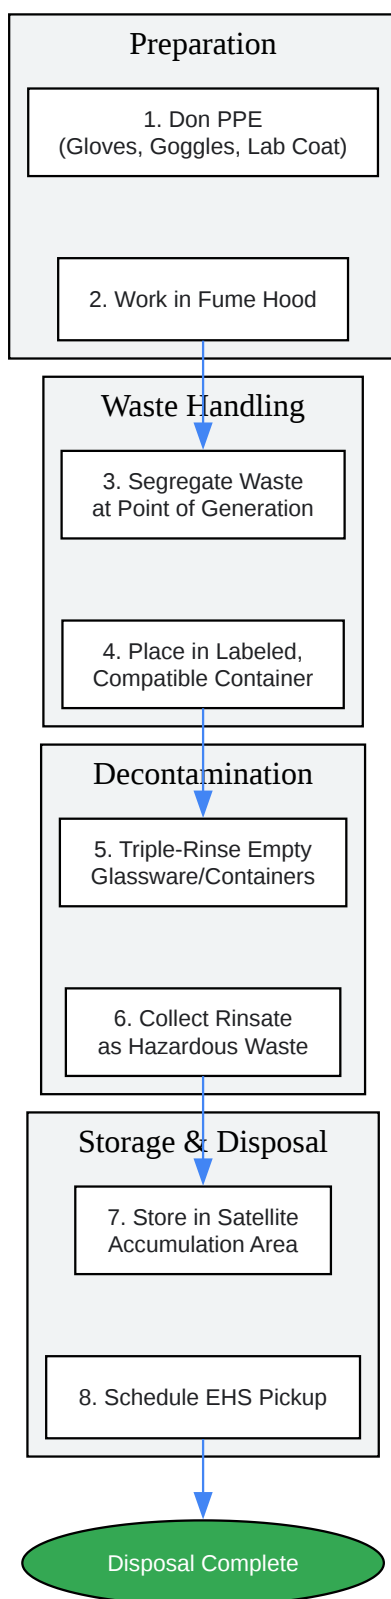 Preparation
1. Don PPE
(Gloves, Goggles, Lab Coat)
2. Work in Fume Hood
Waste Handling
3. Segregate Waste
at Point of Generation
4. Place in Labeled,
Compatible Container
Decontamination
5. Triple-Rinse Empty
Glassware/Containers
6. Collect Rinsate
as Hazardous Waste
Storage & Disposal
7. Store in Satellite
Accumulation Area
8. Schedule EHS Pickup
Disposal Complete